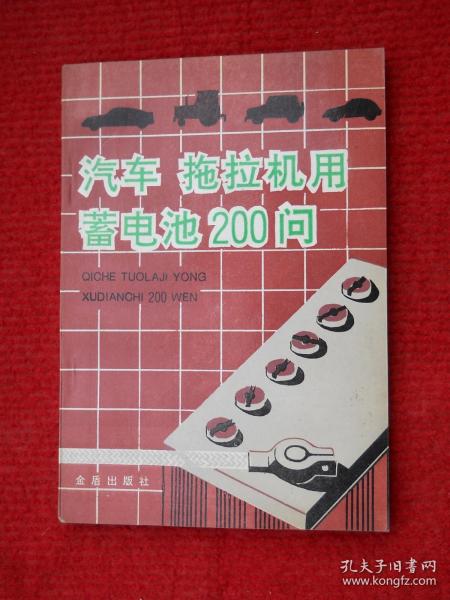 汽车 拖拉机用
蓄电池200问
QICHE TUOLAJI YONG
XUDIANCHI 200 WEN
金盾出版社
孔夫子旧书网
www.kongfz.com